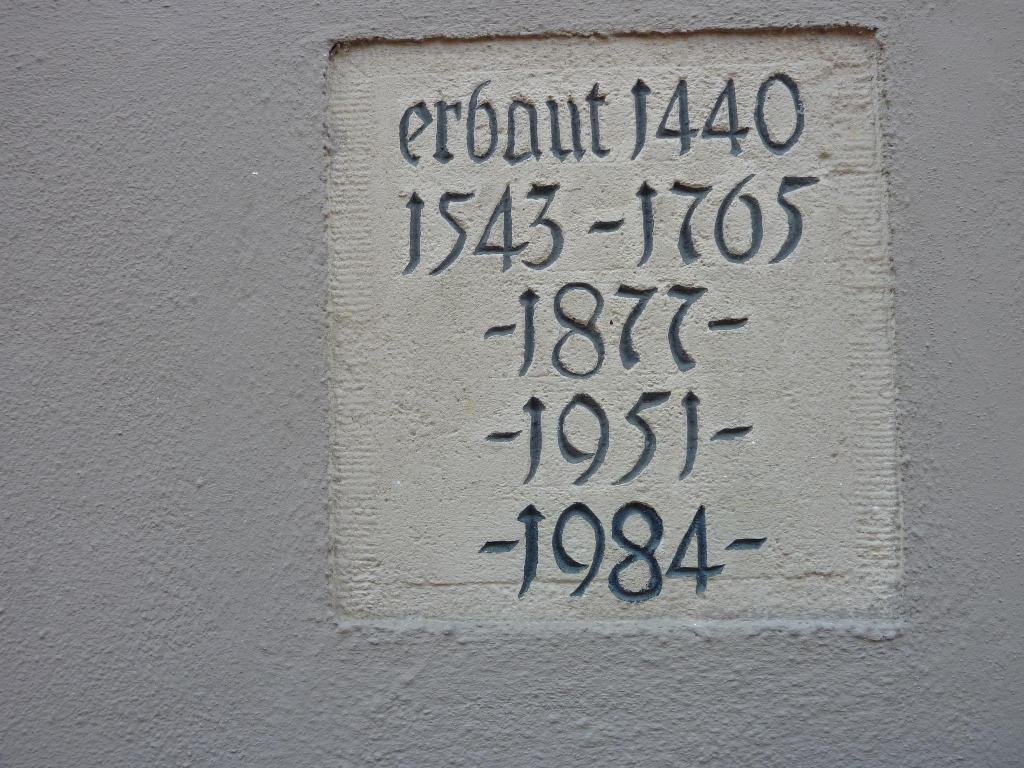 erbaut 1440
1543 - 1765
- 1877 -
- 1951 -
- 1984 -